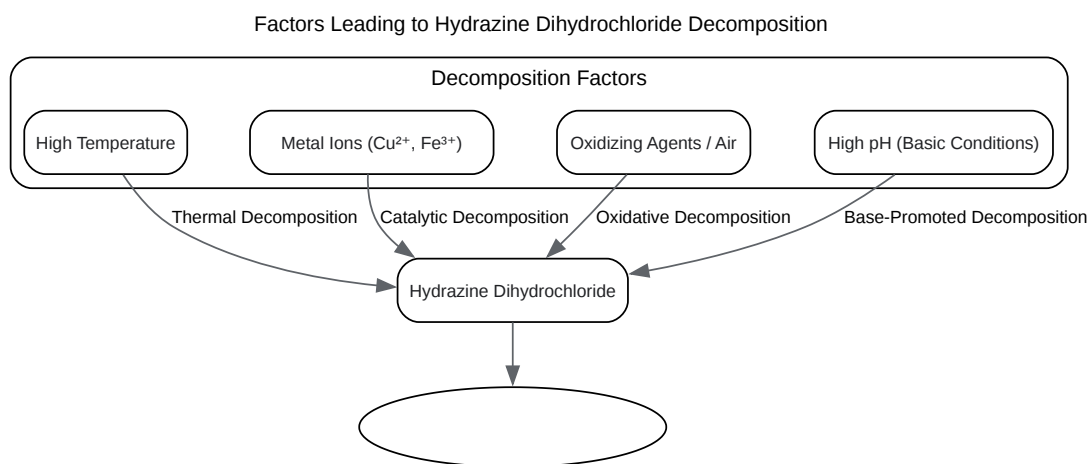 Factors Leading to Hydrazine Dihydrochloride Decomposition
Decomposition Factors
High Temperature
Metal Ions (Cu²⁺, Fe³⁺)
Oxidizing Agents / Air
High pH (Basic Conditions)
Thermal Decomposition
Catalytic Decomposition
Oxidative Decomposition
Base-Promoted Decomposition
Hydrazine Dihydrochloride